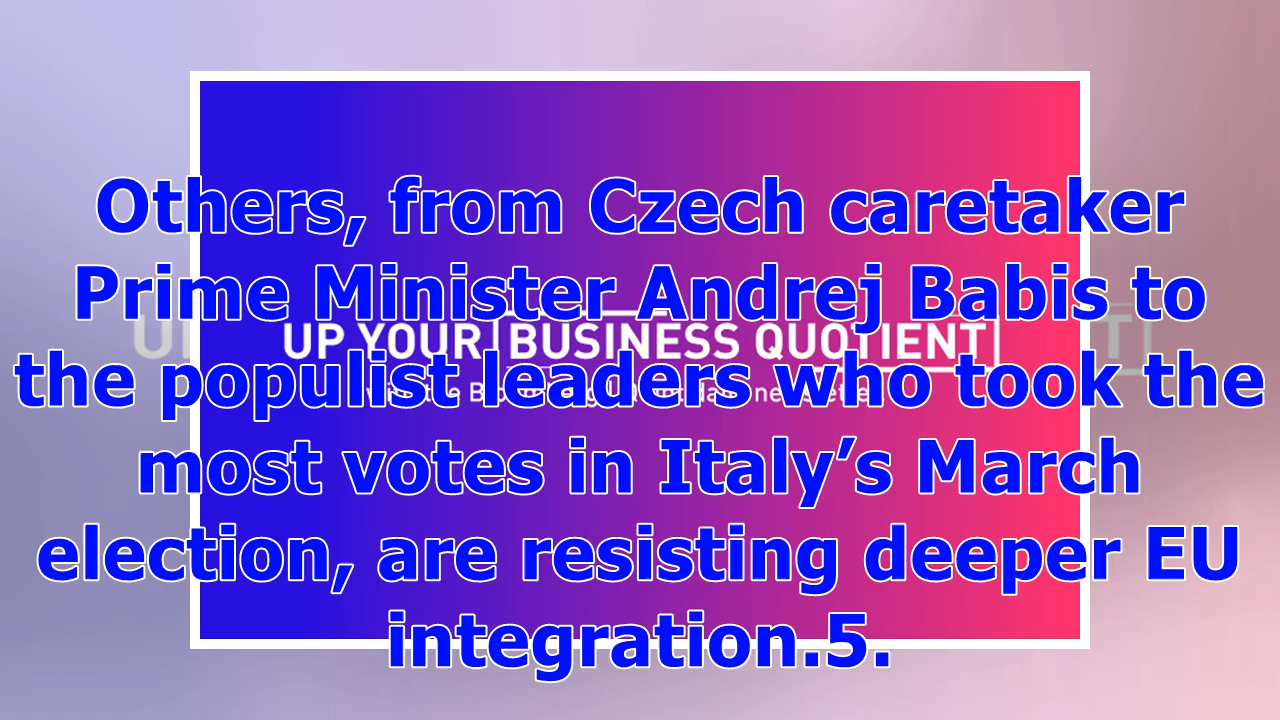 Others, from Czech caretaker
Prime Minister Andrej Babis to
UP YOUR BUSINESS QUOTIENT
the populist leaders who took the
most votes in Italy’s March
election, are resisting deeper EU
integration.5.